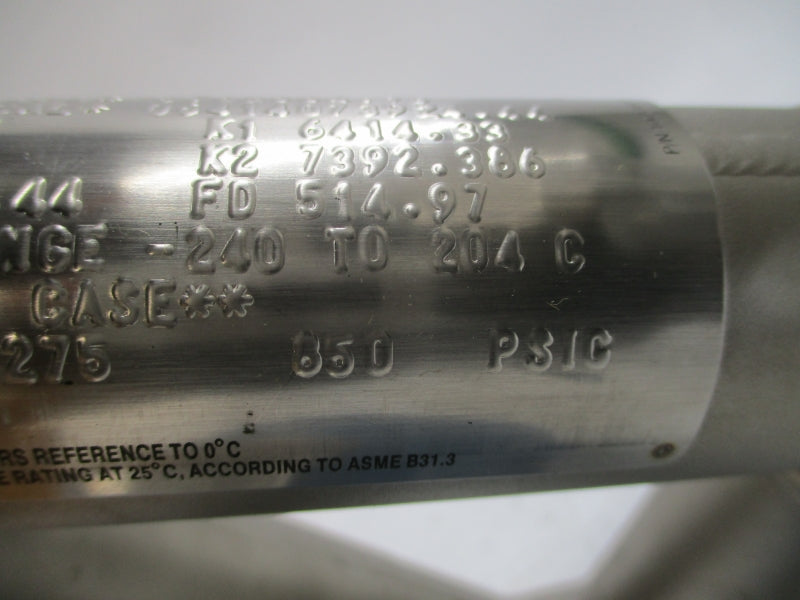 K1 6414.33
K2 7392.386
44 FD 514.97
NGE -240 TO 204 C
CASE**
275 850 PSIG
RS REFERENCE TO 0°C
E RATING AT 25°C, ACCORDING TO ASME B31.3